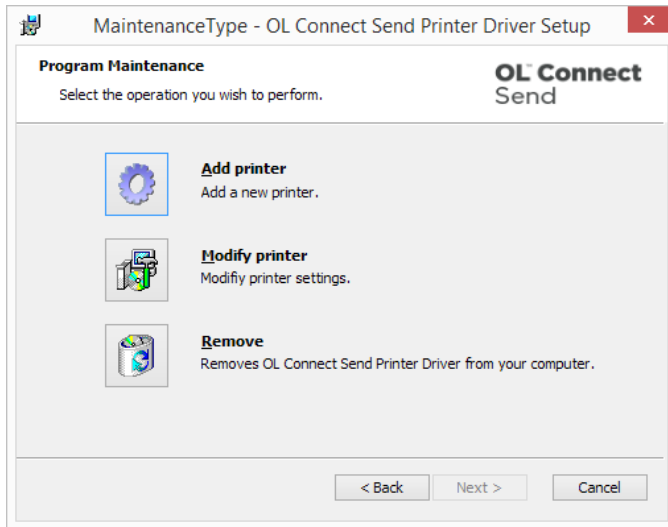 MaintenanceType - OL Connect Send Printer Driver Setup
Program Maintenance
Select the operation you wish to perform.
OL™ Connect
Send
Add printer
Add a new printer.
Modify printer
Modifiy printer settings.
Remove
Removes OL Connect Send Printer Driver from your computer.
< Back
Next >
Cancel